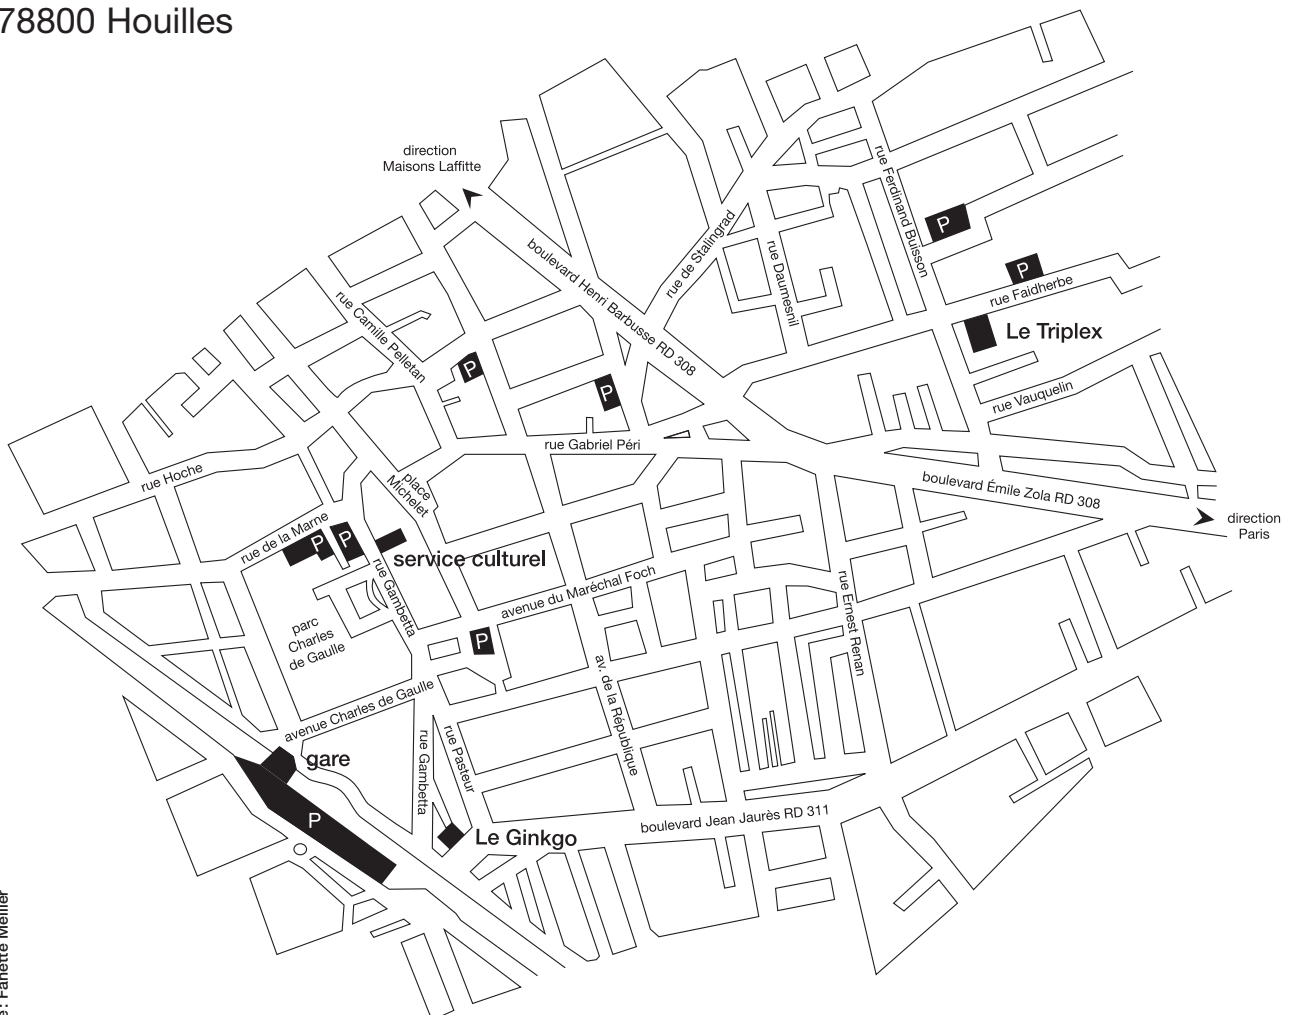 78800 Houilles
direction
Maisons Laffitte
rue Ferdinand Buisson
P
rue de Stalingrad
boulevard Henri Barbusse RD 308
rue Daumesnil
P
rue Faidherbe
rue Camille Pelletan
Le Triplex
P
P
rue Vauquelin
rue Gabriel Péri
rue Hoche
place
Michelet
boulevard Émile Zola RD 308
direction
Paris
rue de la Marne
P
P
service culturel
rue Gambetta
avenue du Maréchal Foch
rue Ernest Renan
parc
Charles
de Gaulle
P
av. de la République
avenue Charles de Gaulle
gare
rue Gambetta
rue Pasteur
P
boulevard Jean Jaurès RD 311
Le Ginkgo
: Fanette Mellier